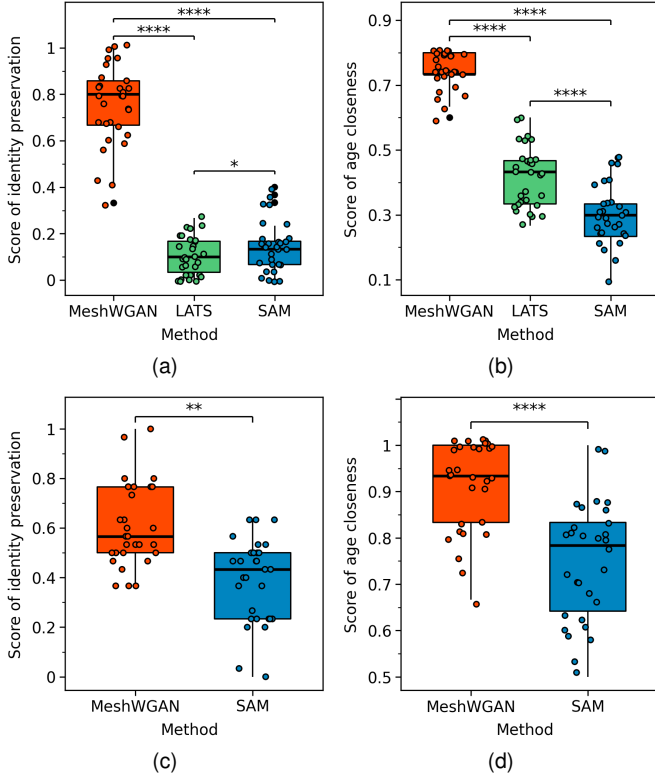 ****
****
*
Score of identity preservation
1
0.8
0.6
0.4
0.2
0
MeshWGAN LATS SAM
Method
(a)
****
****
****
Score of age closeness
0.9
0.7
0.5
0.3
0.1
MeshWGAN LATS SAM
Method
(b)
**
Score of identity preservation
1
0.8
0.6
0.4
0.2
0
MeshWGAN SAM
Method
(c)
****
Score of age closeness
1
0.9
0.8
0.7
0.6
0.5
MeshWGAN SAM
Method
(d)